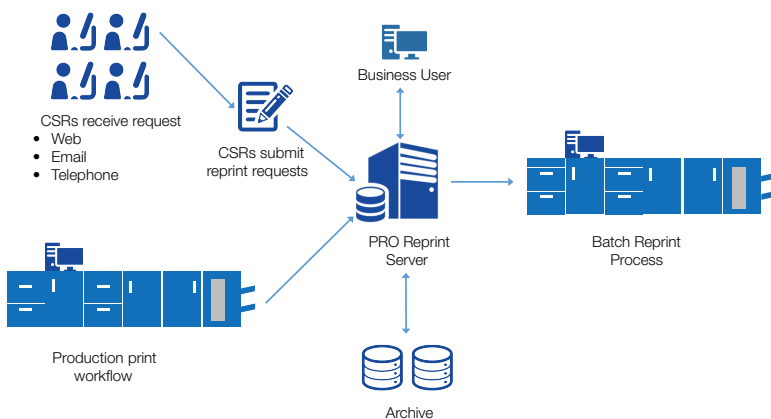 CSRs receive request
• Web
• Email
• Telephone
CSRs submit
reprint requests
Business User
PRO Reprint
Server
Batch Reprint
Process
Production print
workflow
Archive